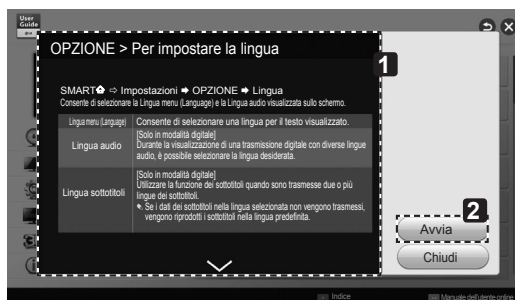 User
Guide
OPZIONE > Per impostare la lingua
1
SMART ⇨ Impostazioni ➡ OPZIONE ➡ Lingua
Consente di selezionare la Lingua menu (Language) e la Lingua audio visualizzata sullo schermo.
Lingua menu (Language) Consente di selezionare una lingua per il testo visualizzato.
Lingua audio
[Solo in modalità digitale]
Durante la visualizzazione di una trasmissione digitale con diverse lingue
audio, è possibile selezionare la lingua desiderata.
Lingua sottotitoli
[Solo in modalità digitale]
Utilizzare la funzione dei sottotitoli quando sono trasmesse due o più
lingue dei sottotitoli.
Se i dati dei sottotitoli nella lingua selezionata non vengono trasmessi,
vengono riprodotti i sottotitoli nella lingua predefinita.
2
Avvia
Chiudi
Indice
Manuale dell'utente online